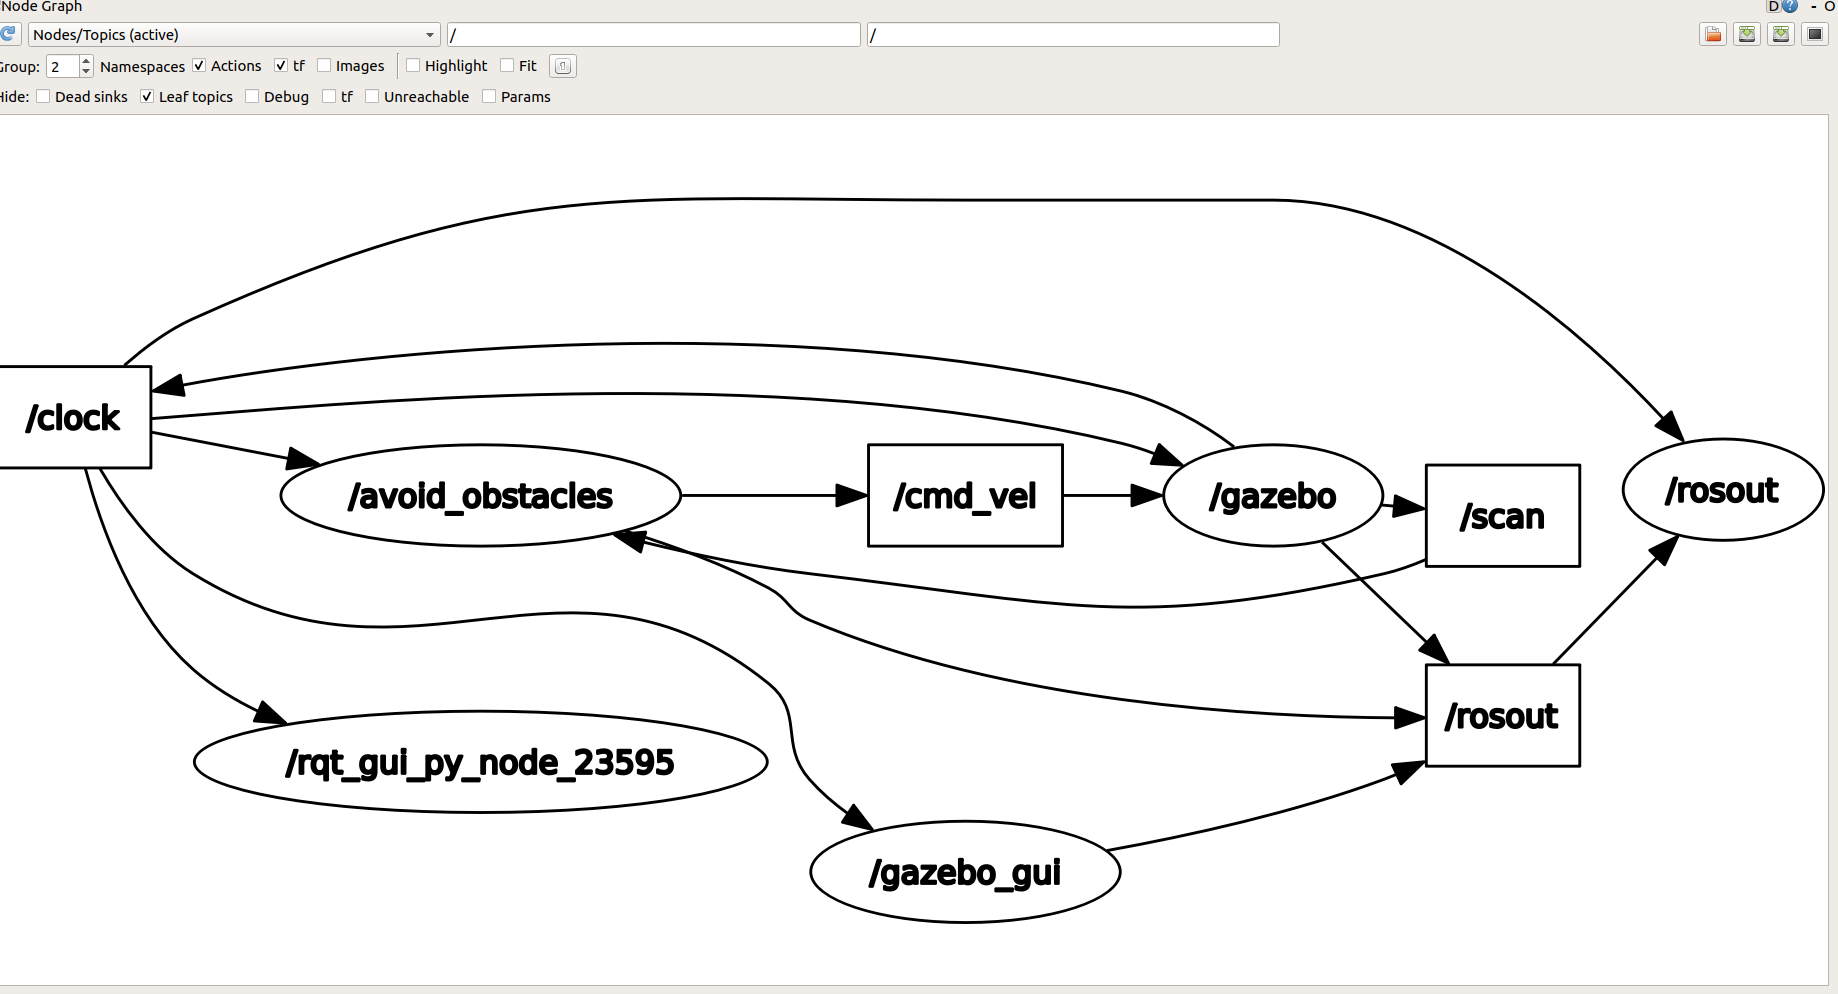 Node Graph D ? - O
Nodes/Topics (active) / /
Group: 2 Namespaces Actions tf Images Highlight Fit
Hide: Dead sinks Leaf topics Debug tf Unreachable Params
/clock
/avoid_obstacles
/cmd_vel
/gazebo
/scan
/rosout
/rosout
/rqt_gui_py_node_23595
/gazebo_gui